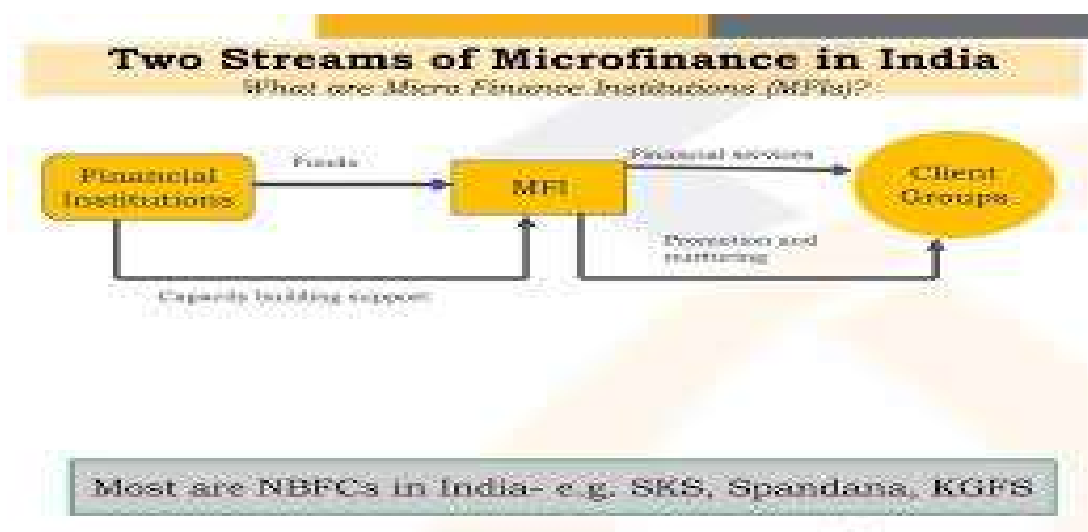 Two Streams of Microfinance in India
What are Micro Finance Institutions (MFIs)?
Funds
Financial services
Financial
Institutions
MFI
Client
Groups
Promotion and
nurturing
Capacity building support
Most are NBFCs in India- e g. SKS, Spandana, KGFS